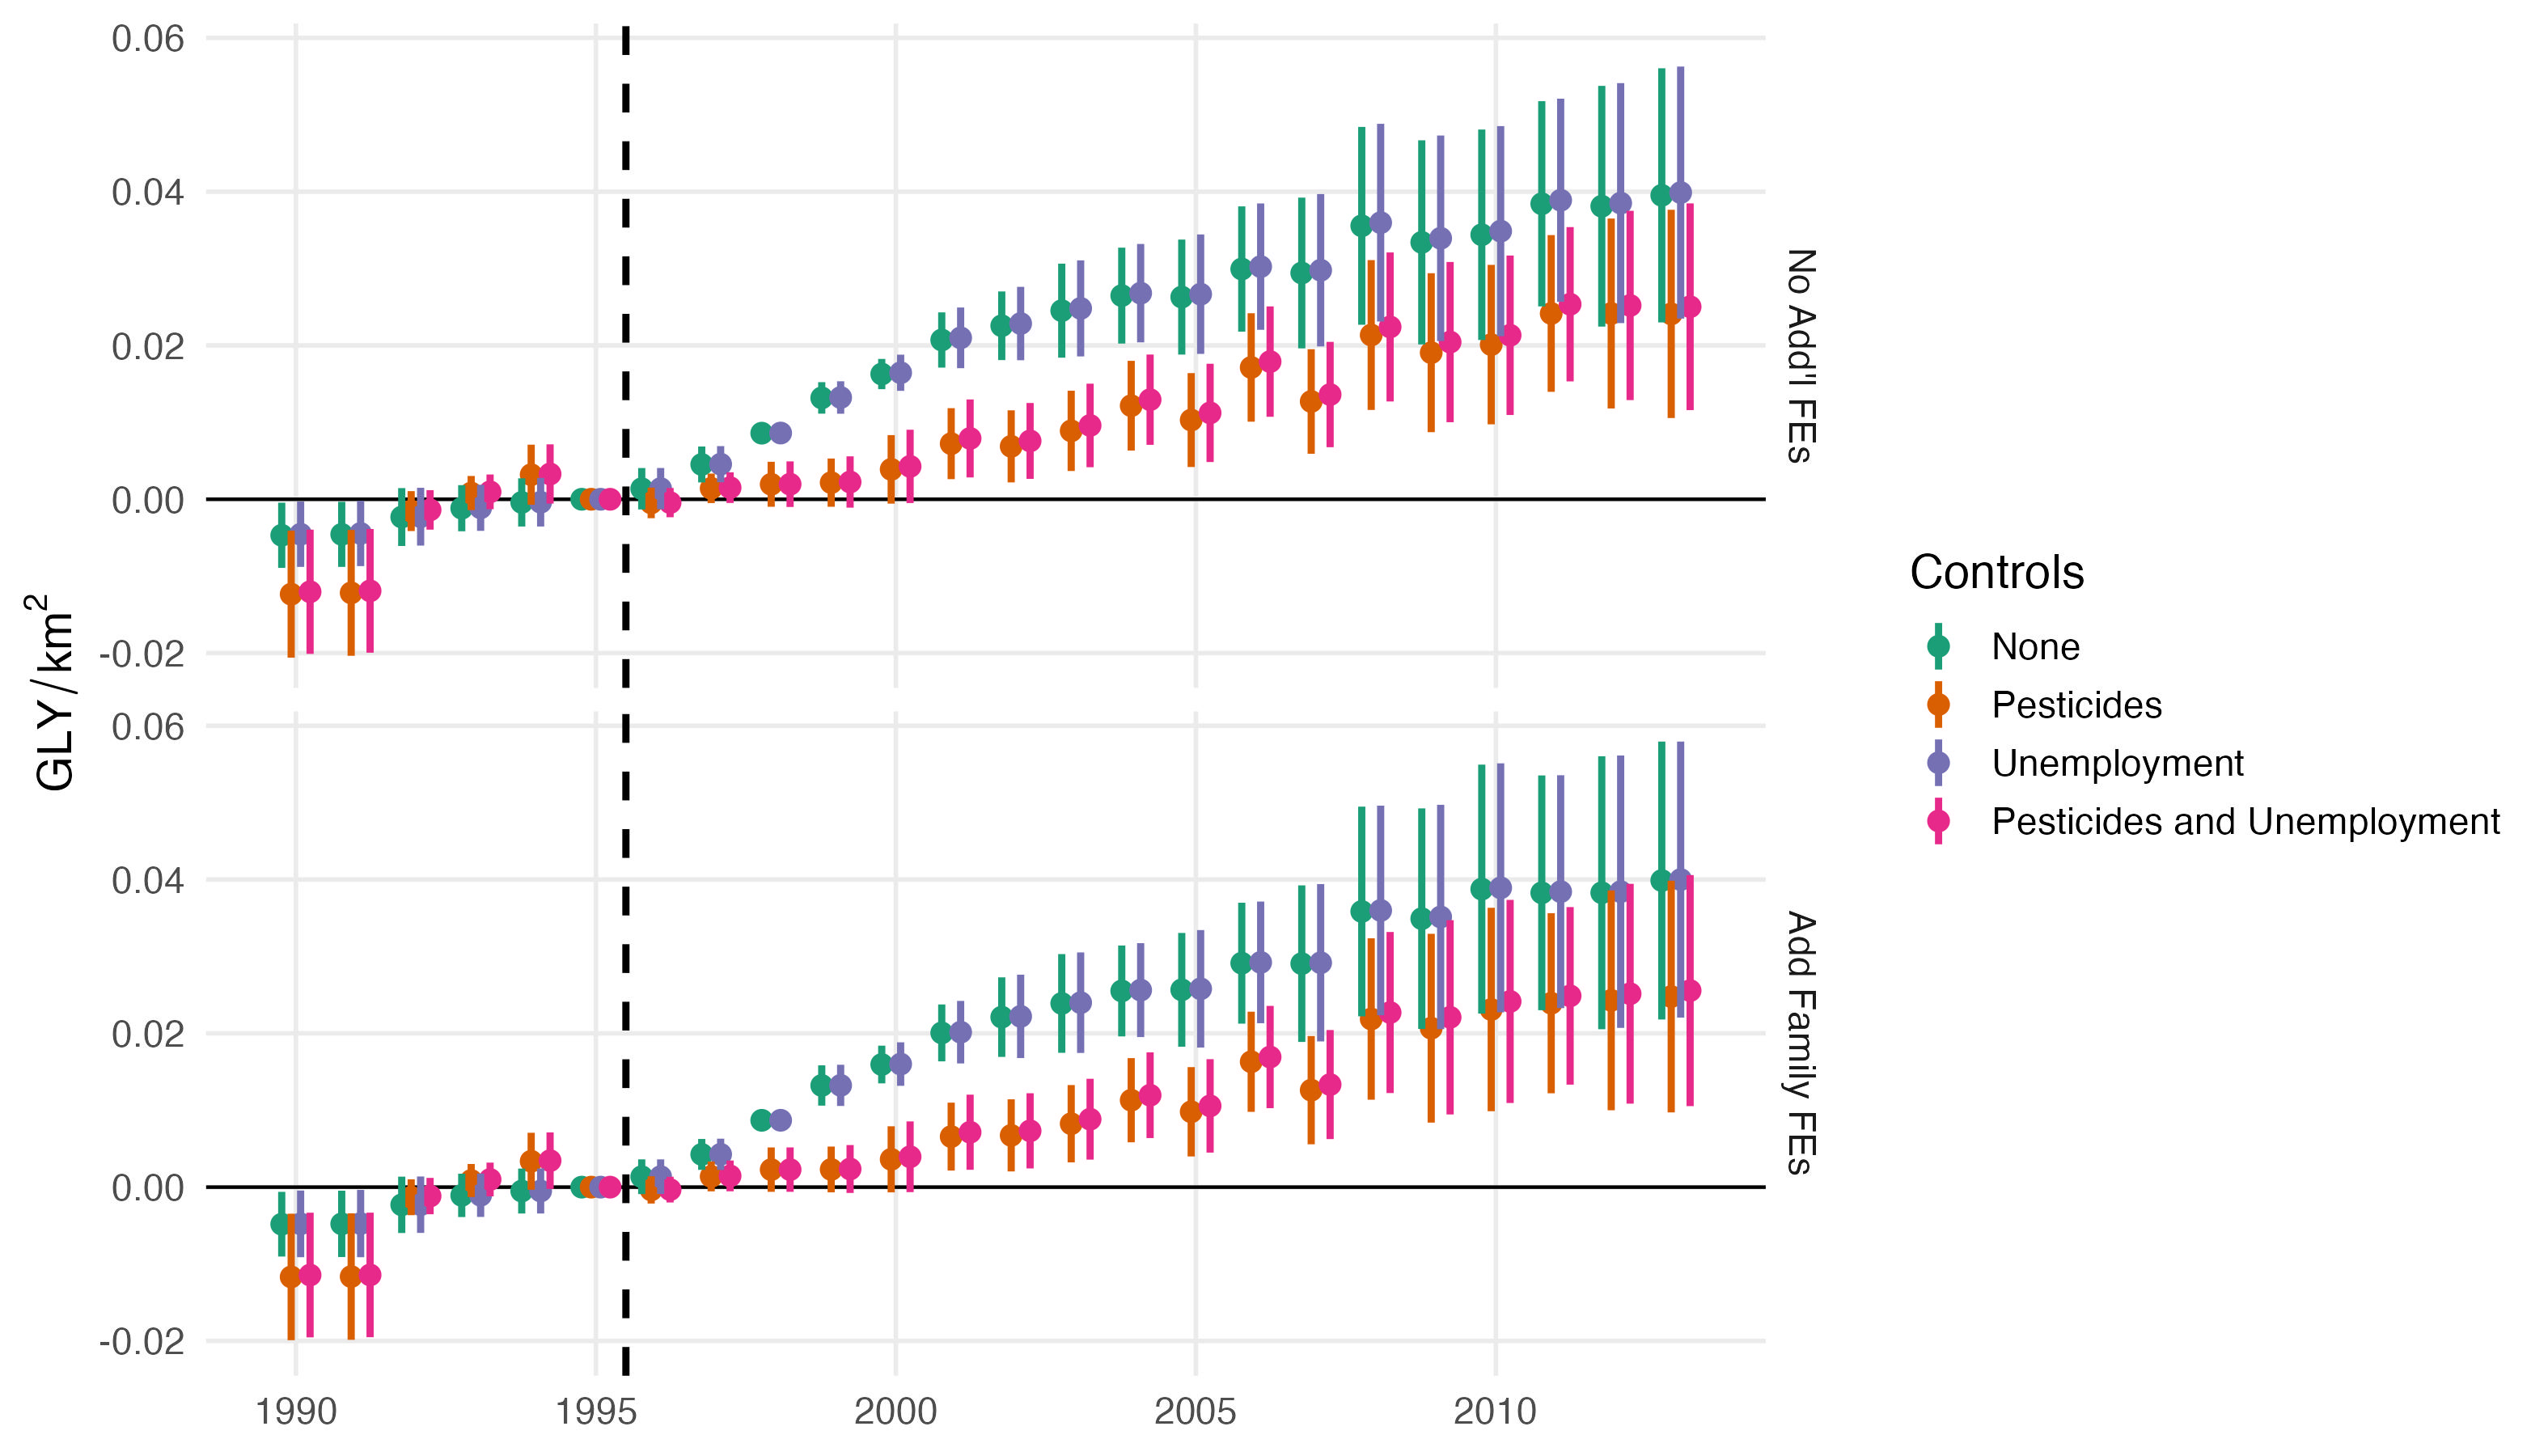 GLY/km²
0.06
0.04
0.02
0.00
-0.02
No Add'l FEs
0.06
0.04
0.02
0.00
-0.02
Add Family FEs
1990 1995 2000 2005 2010
Controls
None
Pesticides
Unemployment
Pesticides and Unemployment